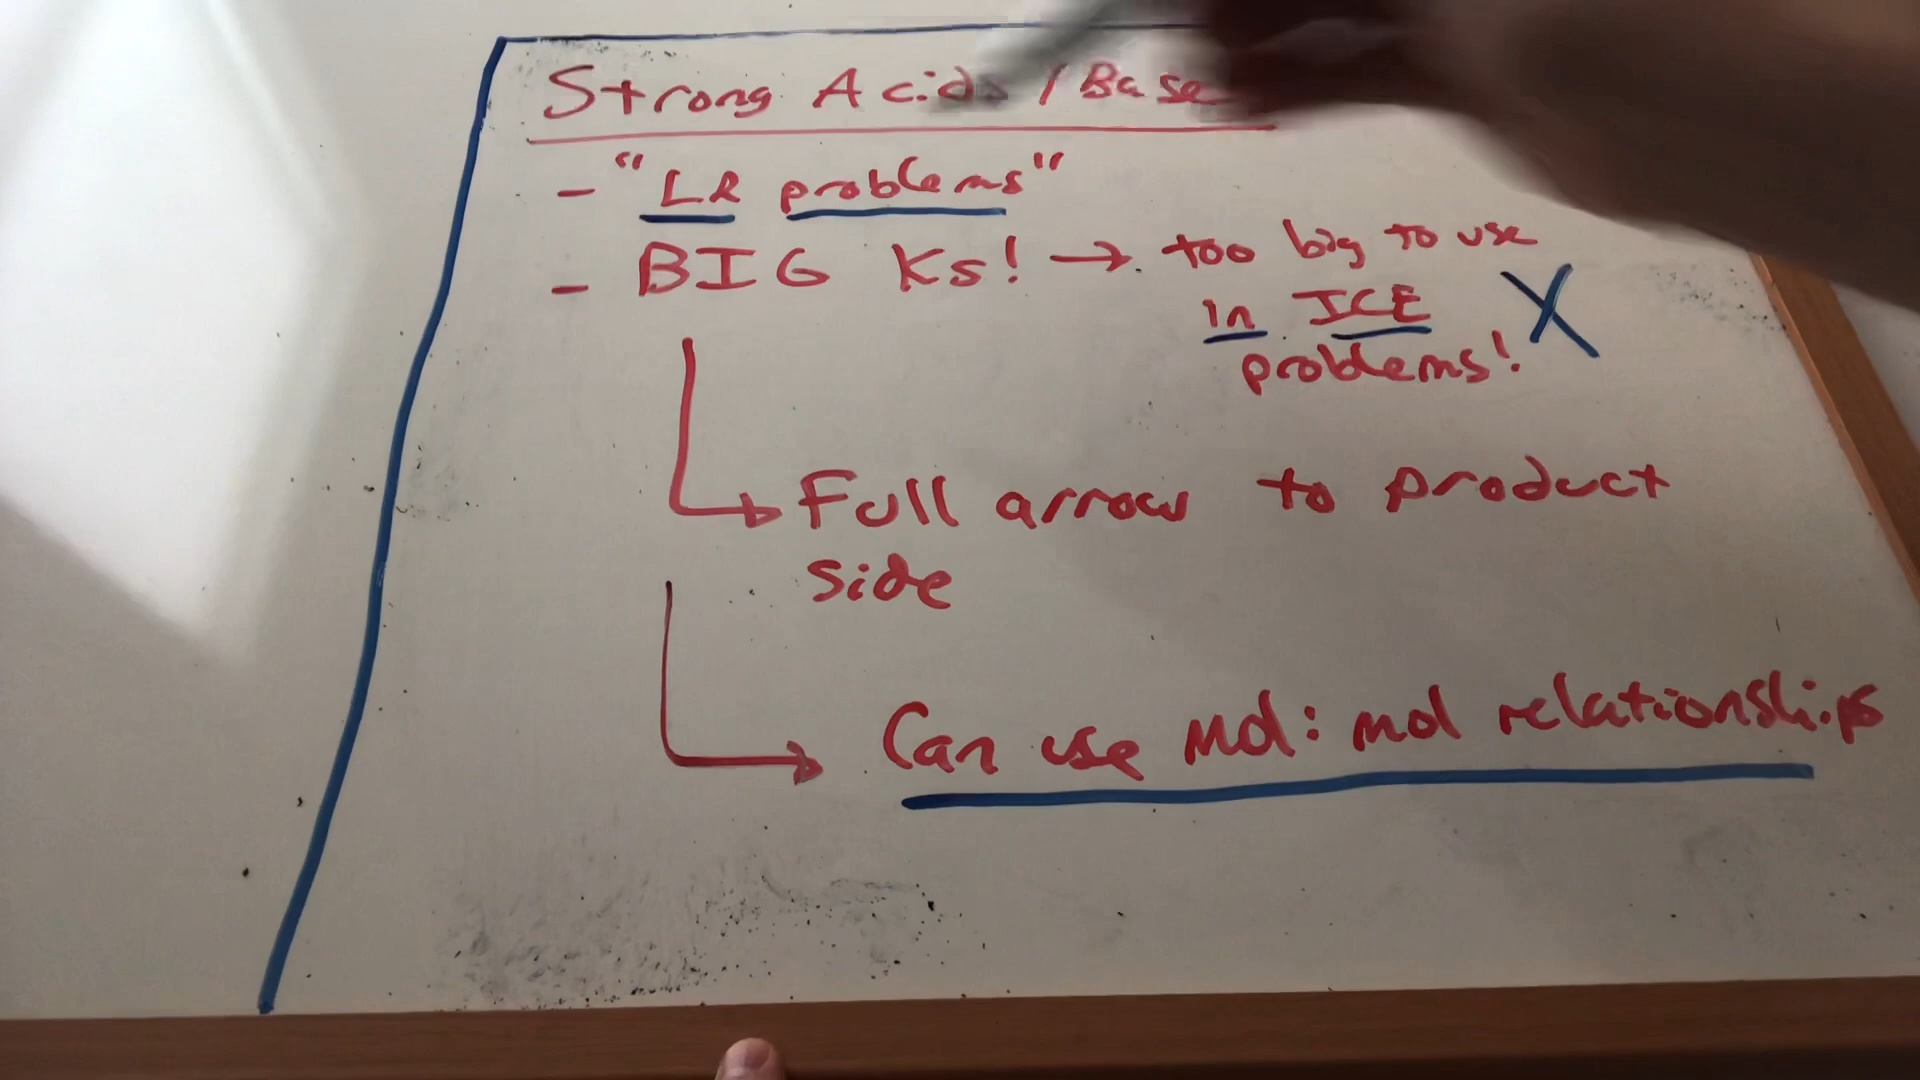 Strong Acids / Base
- "LR problems"
- BIG Ks! → too big to use
in ICE X
problems!
Full arrow to product
side
Can use mol: mol relationships